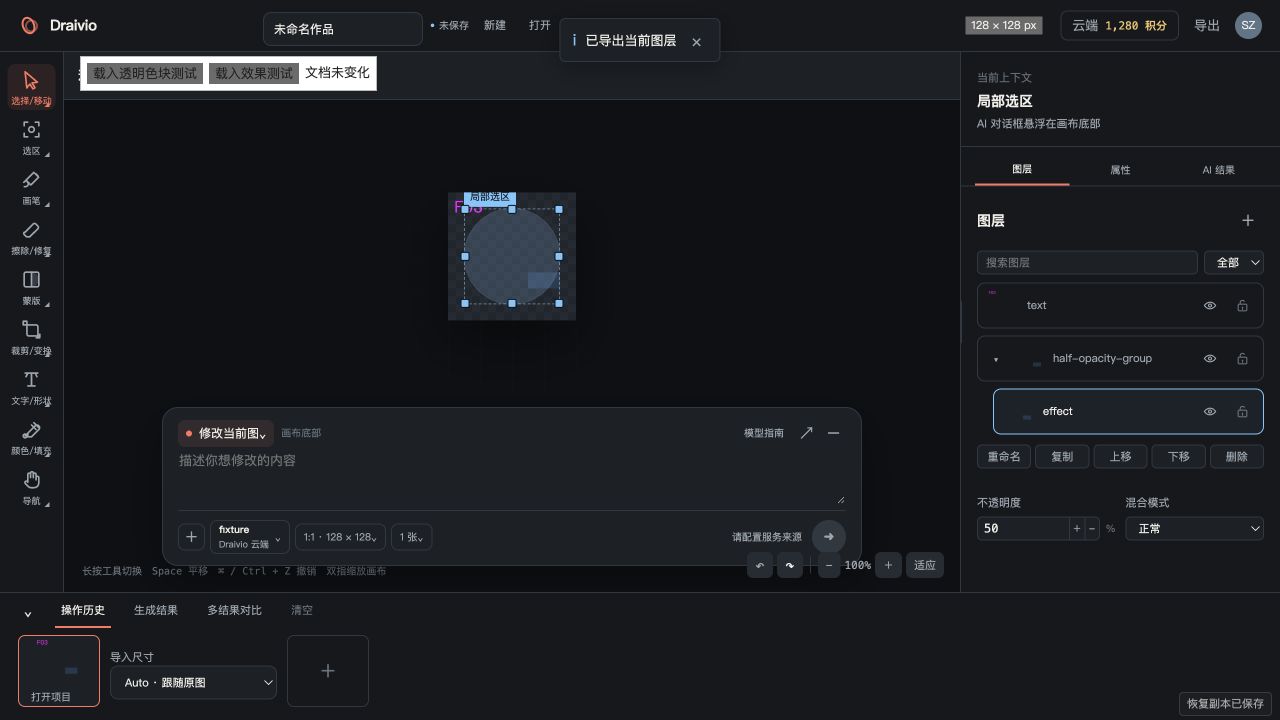 Draivio
未命名作品
未保存
新建
打开
i 已导出当前图层 ×
128 × 128 px
云端 1,280 积分
导出
SZ
载入透明色块测试
载入效果测试
文档未变化
选择/移动
选区
画笔
擦除/修复
蒙版
裁剪/变换
文字/形状
颜色/填充
导航
局部选区
F03
当前上下文
局部选区
AI 对话框悬浮在画布底部
图层
属性
AI 结果
图层
搜索图层
全部
text
half-opacity-group
effect
重命名
复制
上移
下移
删除
不透明度
混合模式
50
%
正常
修改当前图
画布底部
模型指南
描述你想修改的内容
fixture
Draivio 云端
1:1 · 128 × 128
1 张
请配置服务来源
长按工具切换 Space 平移 ⌘ / Ctrl + Z 撤销 双指缩放画布
100%
适应
操作历史
生成结果
多结果对比
清空
F03
打开项目
导入尺寸
Auto · 跟随原图
恢复副本已保存